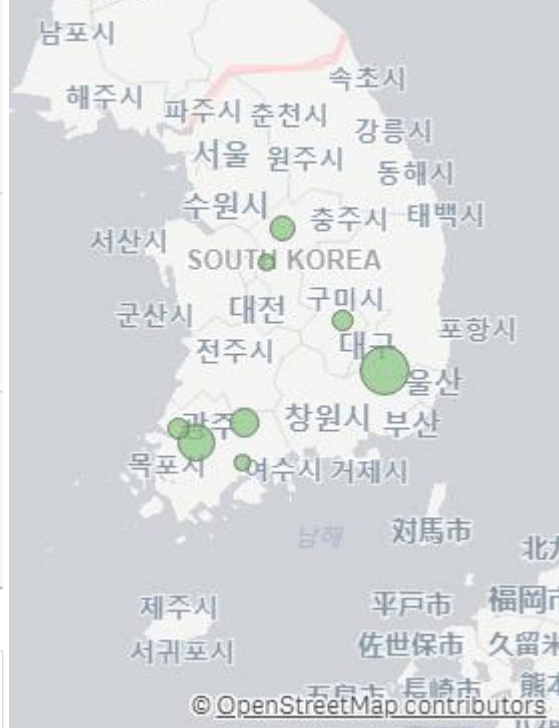 남포시
속초시
해주시
파주시 춘천시
강릉시
서울 원주시
동해시
수원시
충주시 태백시
서산시
SOUTH KOREA
구미시
군산시 대전
포항시
대구
전주시
울산
광주 창원시 부산
목포시 여수시 거제시
남해
対馬市
제주시
平戸市 福岡市
서귀포시
佐世保市 久留米
長崎市
© OpenStreetMap contributors